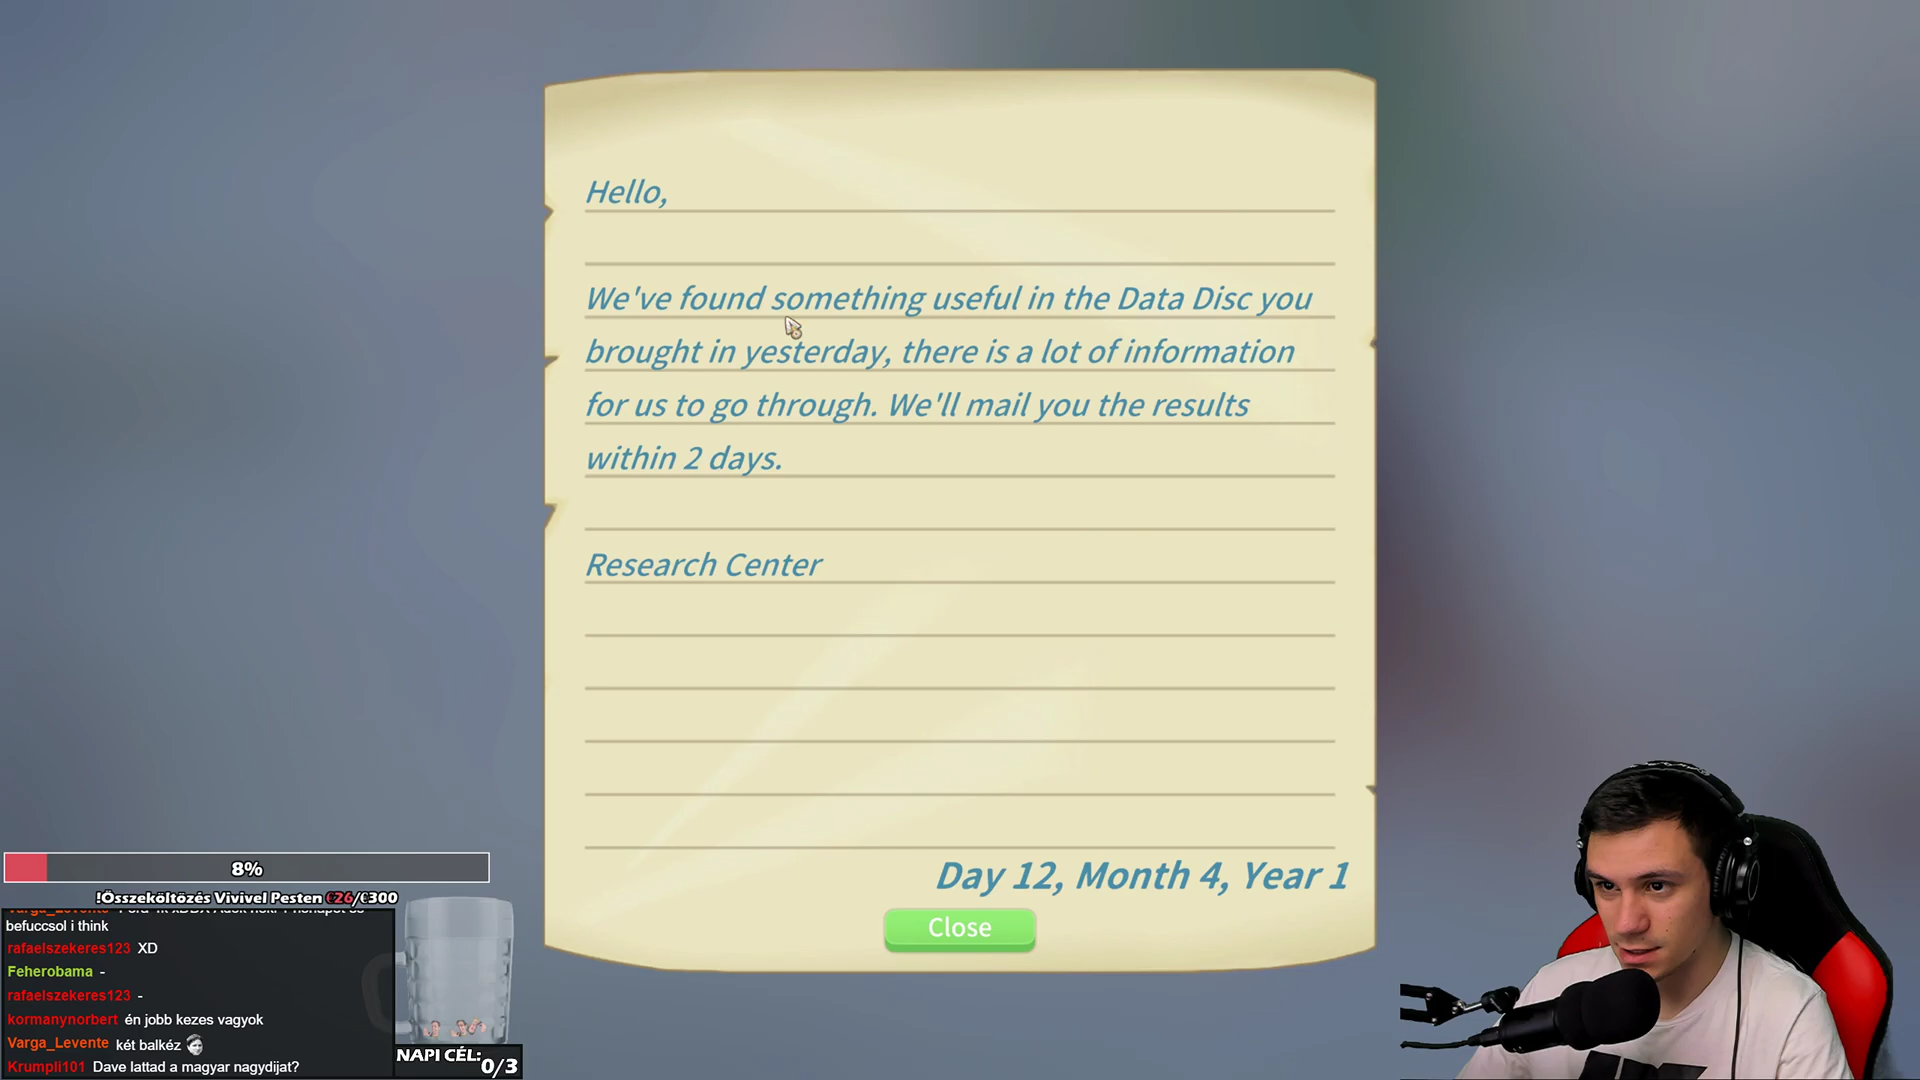 Hello,
We've found something useful in the Data Disc you
brought in yesterday, there is a lot of information
for us to go through. We'll mail you the results
within 2 days.
Research Center
Day 12, Month 4, Year 1
Close
8%
!Összeköltözés Vivivel Pesten €26/€300
befuccsol i think
rafaelszekeres123 XD
Feherobama -
rafaelszekeres123 -
kormanynorbert én jobb kezes vagyok
Varga_Levente két balkéz
Krumpli101 Dave lattad a magyar nagydijat?
NAPI CÉL: 0/3